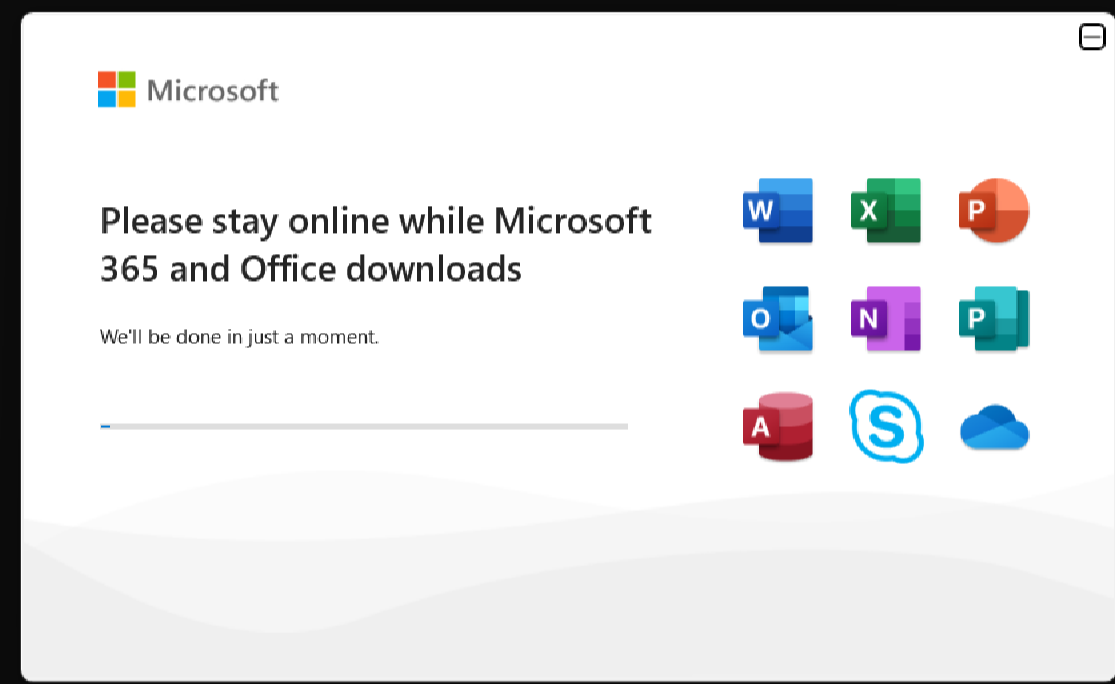 Microsoft
Please stay online while Microsoft
365 and Office downloads
We'll be done in just a moment.
W
X
P
O
N
P
A
S